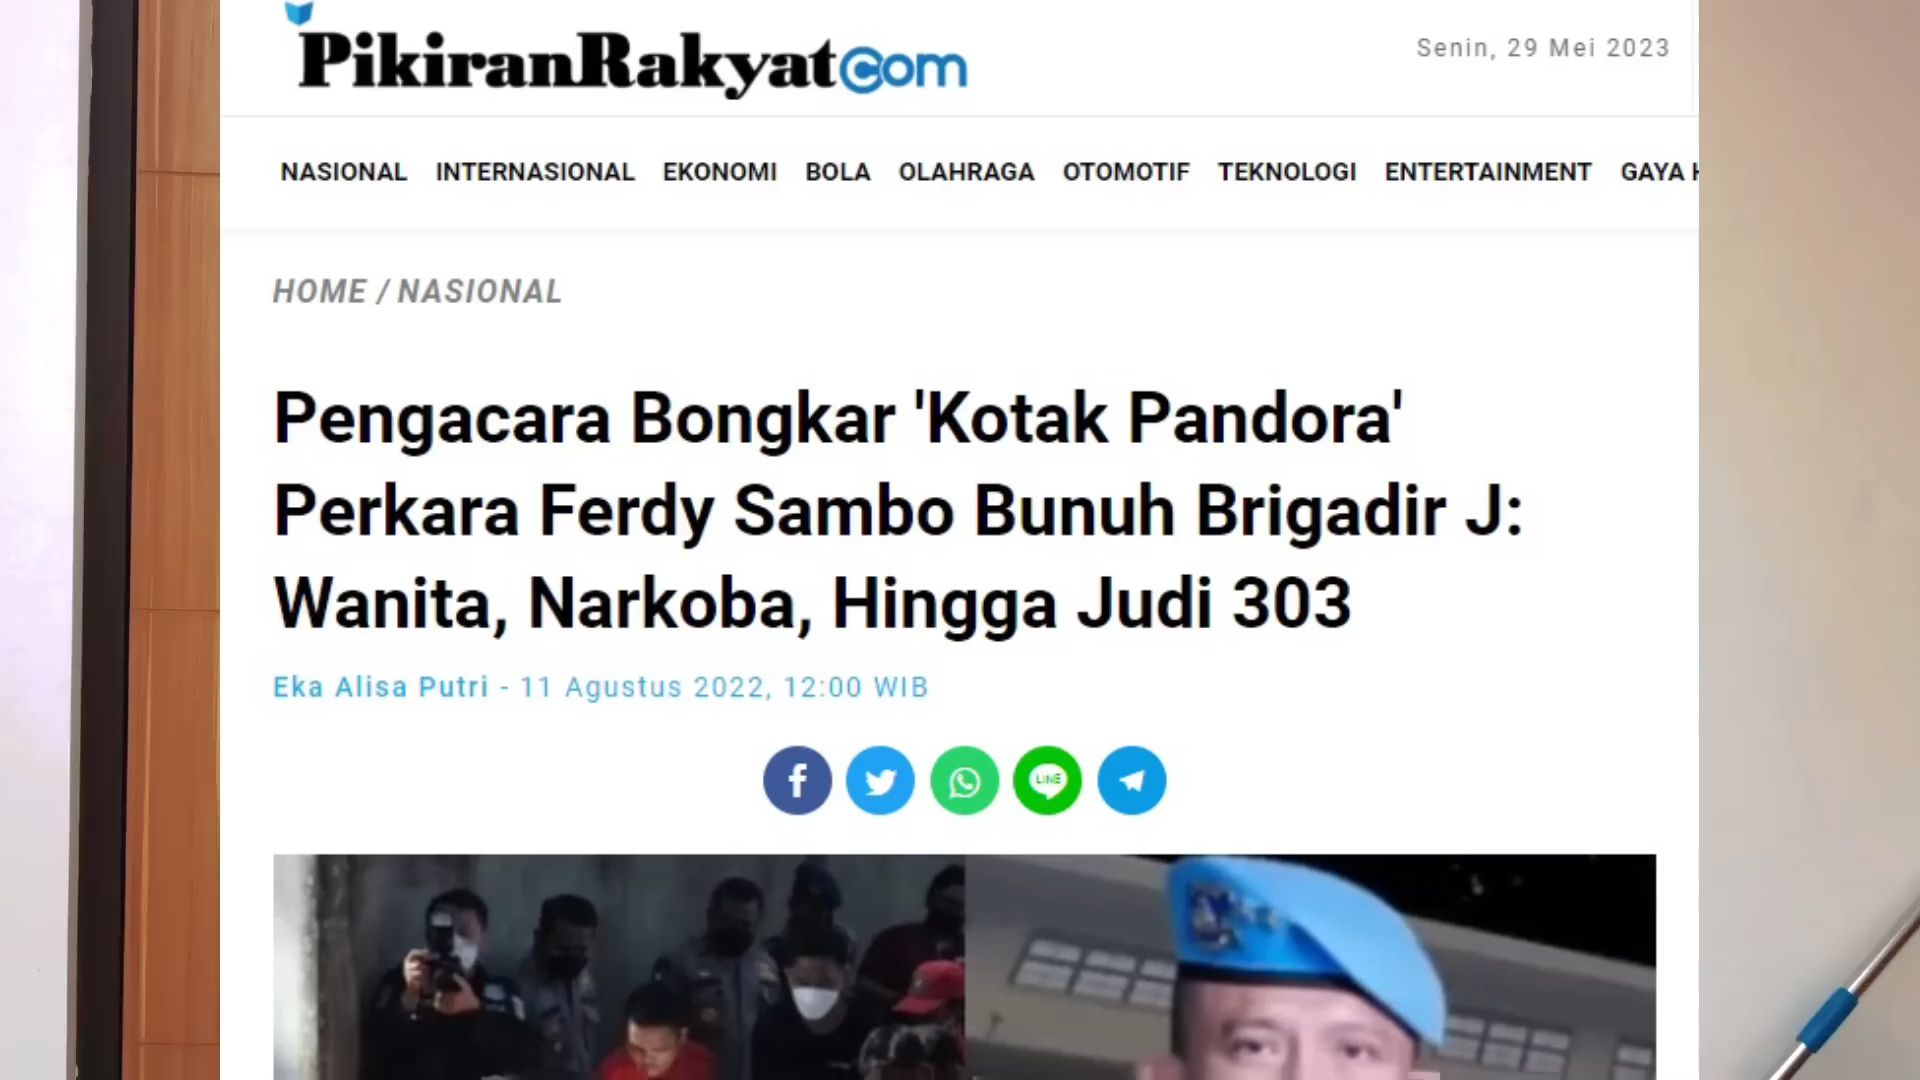 PikiranRakyat.com
Senin, 29 Mei 2023
NASIONAL INTERNASIONAL EKONOMI BOLA OLAHRAGA OTOMOTIF TEKNOLOGI ENTERTAINMENT GAYA
HOME / NASIONAL
Pengacara Bongkar 'Kotak Pandora'
Perkara Ferdy Sambo Bunuh Brigadir J:
Wanita, Narkoba, Hingga Judi 303
Eka Alisa Putri - 11 Agustus 2022, 12:00 WIB
LINE